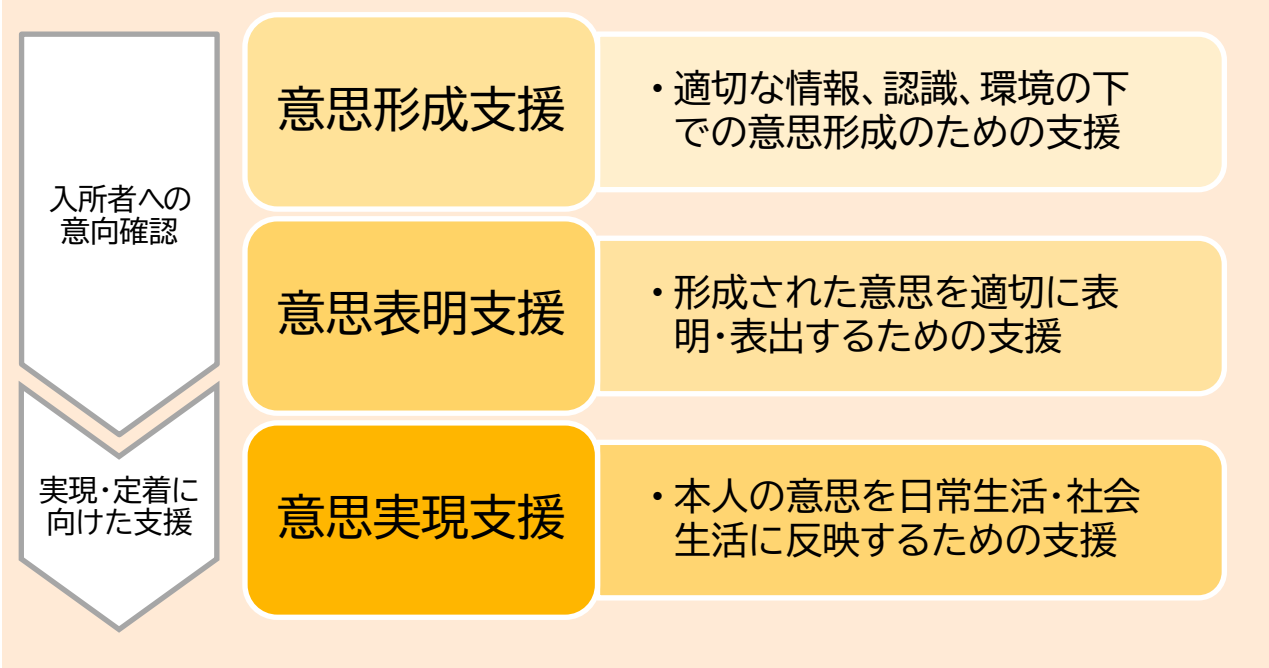 入所者への
意向確認
意思形成支援
・適切な情報、認識、環境の下
での意思形成のための支援
意思表明支援
・形成された意思を適切に表
明・表出するための支援
実現・定着に
向けた支援
意思実現支援
・本人の意思を日常生活・社会
生活に反映するための支援